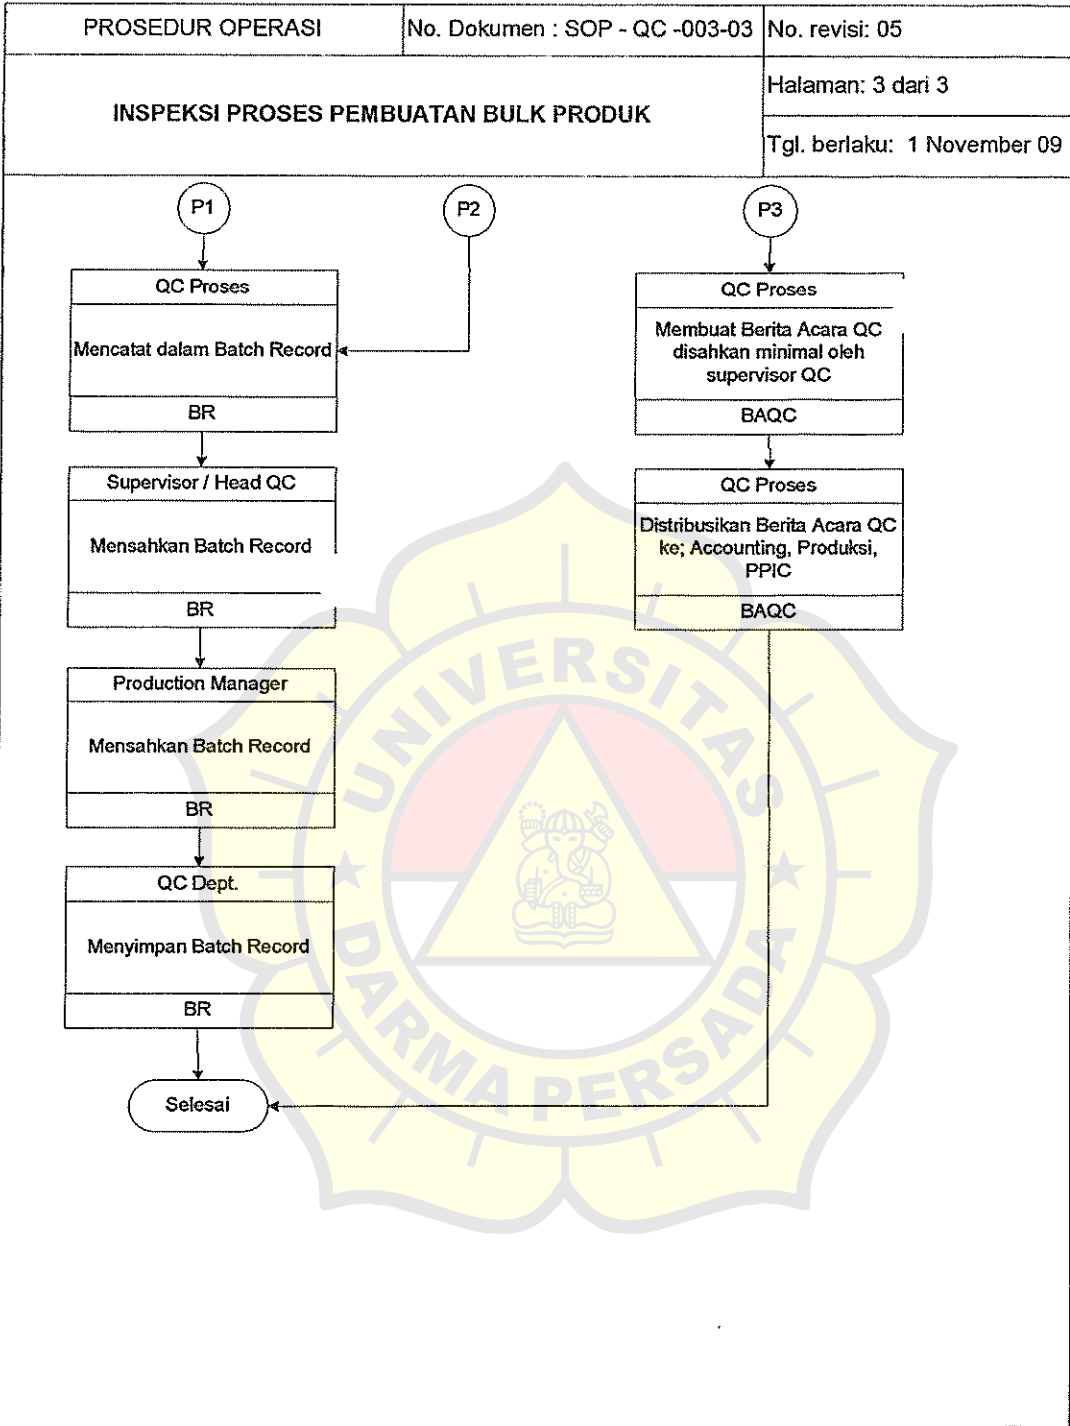 PROSEDUR OPERASI
No. Dokumen : SOP - QC -003-03
No. revisi: 05
INSPEKSI PROSES PEMBUATAN BULK PRODUK
Halaman: 3 dari 3
Tgl. berlaku: 1 November 09
P1
P2
P3
QC Proses
Mencatat dalam Batch Record
BR
Supervisor / Head QC
Mensahkan Batch Record
BR
Production Manager
Mensahkan Batch Record
BR
QC Dept.
Menyimpan Batch Record
BR
Selesai
QC Proses
Membuat Berita Acara QC
disahkan minimal oleh
supervisor QC
BAQC
QC Proses
Distribusikan Berita Acara QC
ke; Accounting, Produksi,
PPIC
BAQC
UNIVERSITAS
DARMA PERSADA